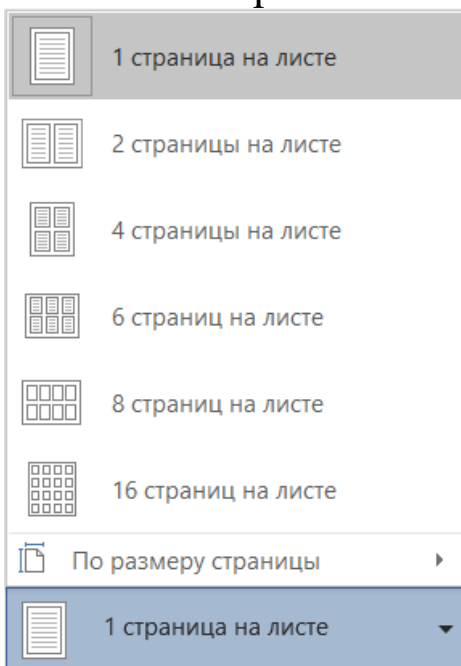 1 страница на листе
2 страницы на листе
4 страницы на листе
6 страниц на листе
8 страниц на листе
16 страниц на листе
По размеру страницы
1 страница на листе